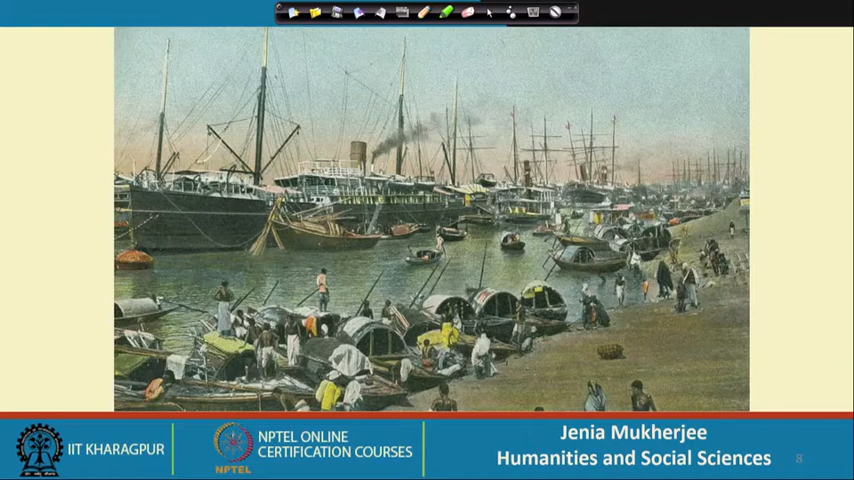 IIT KHARAGPUR
NPTEL
NPTEL ONLINE
CERTIFICATION COURSES
Jenia Mukherjee
Humanities and Social Sciences
8